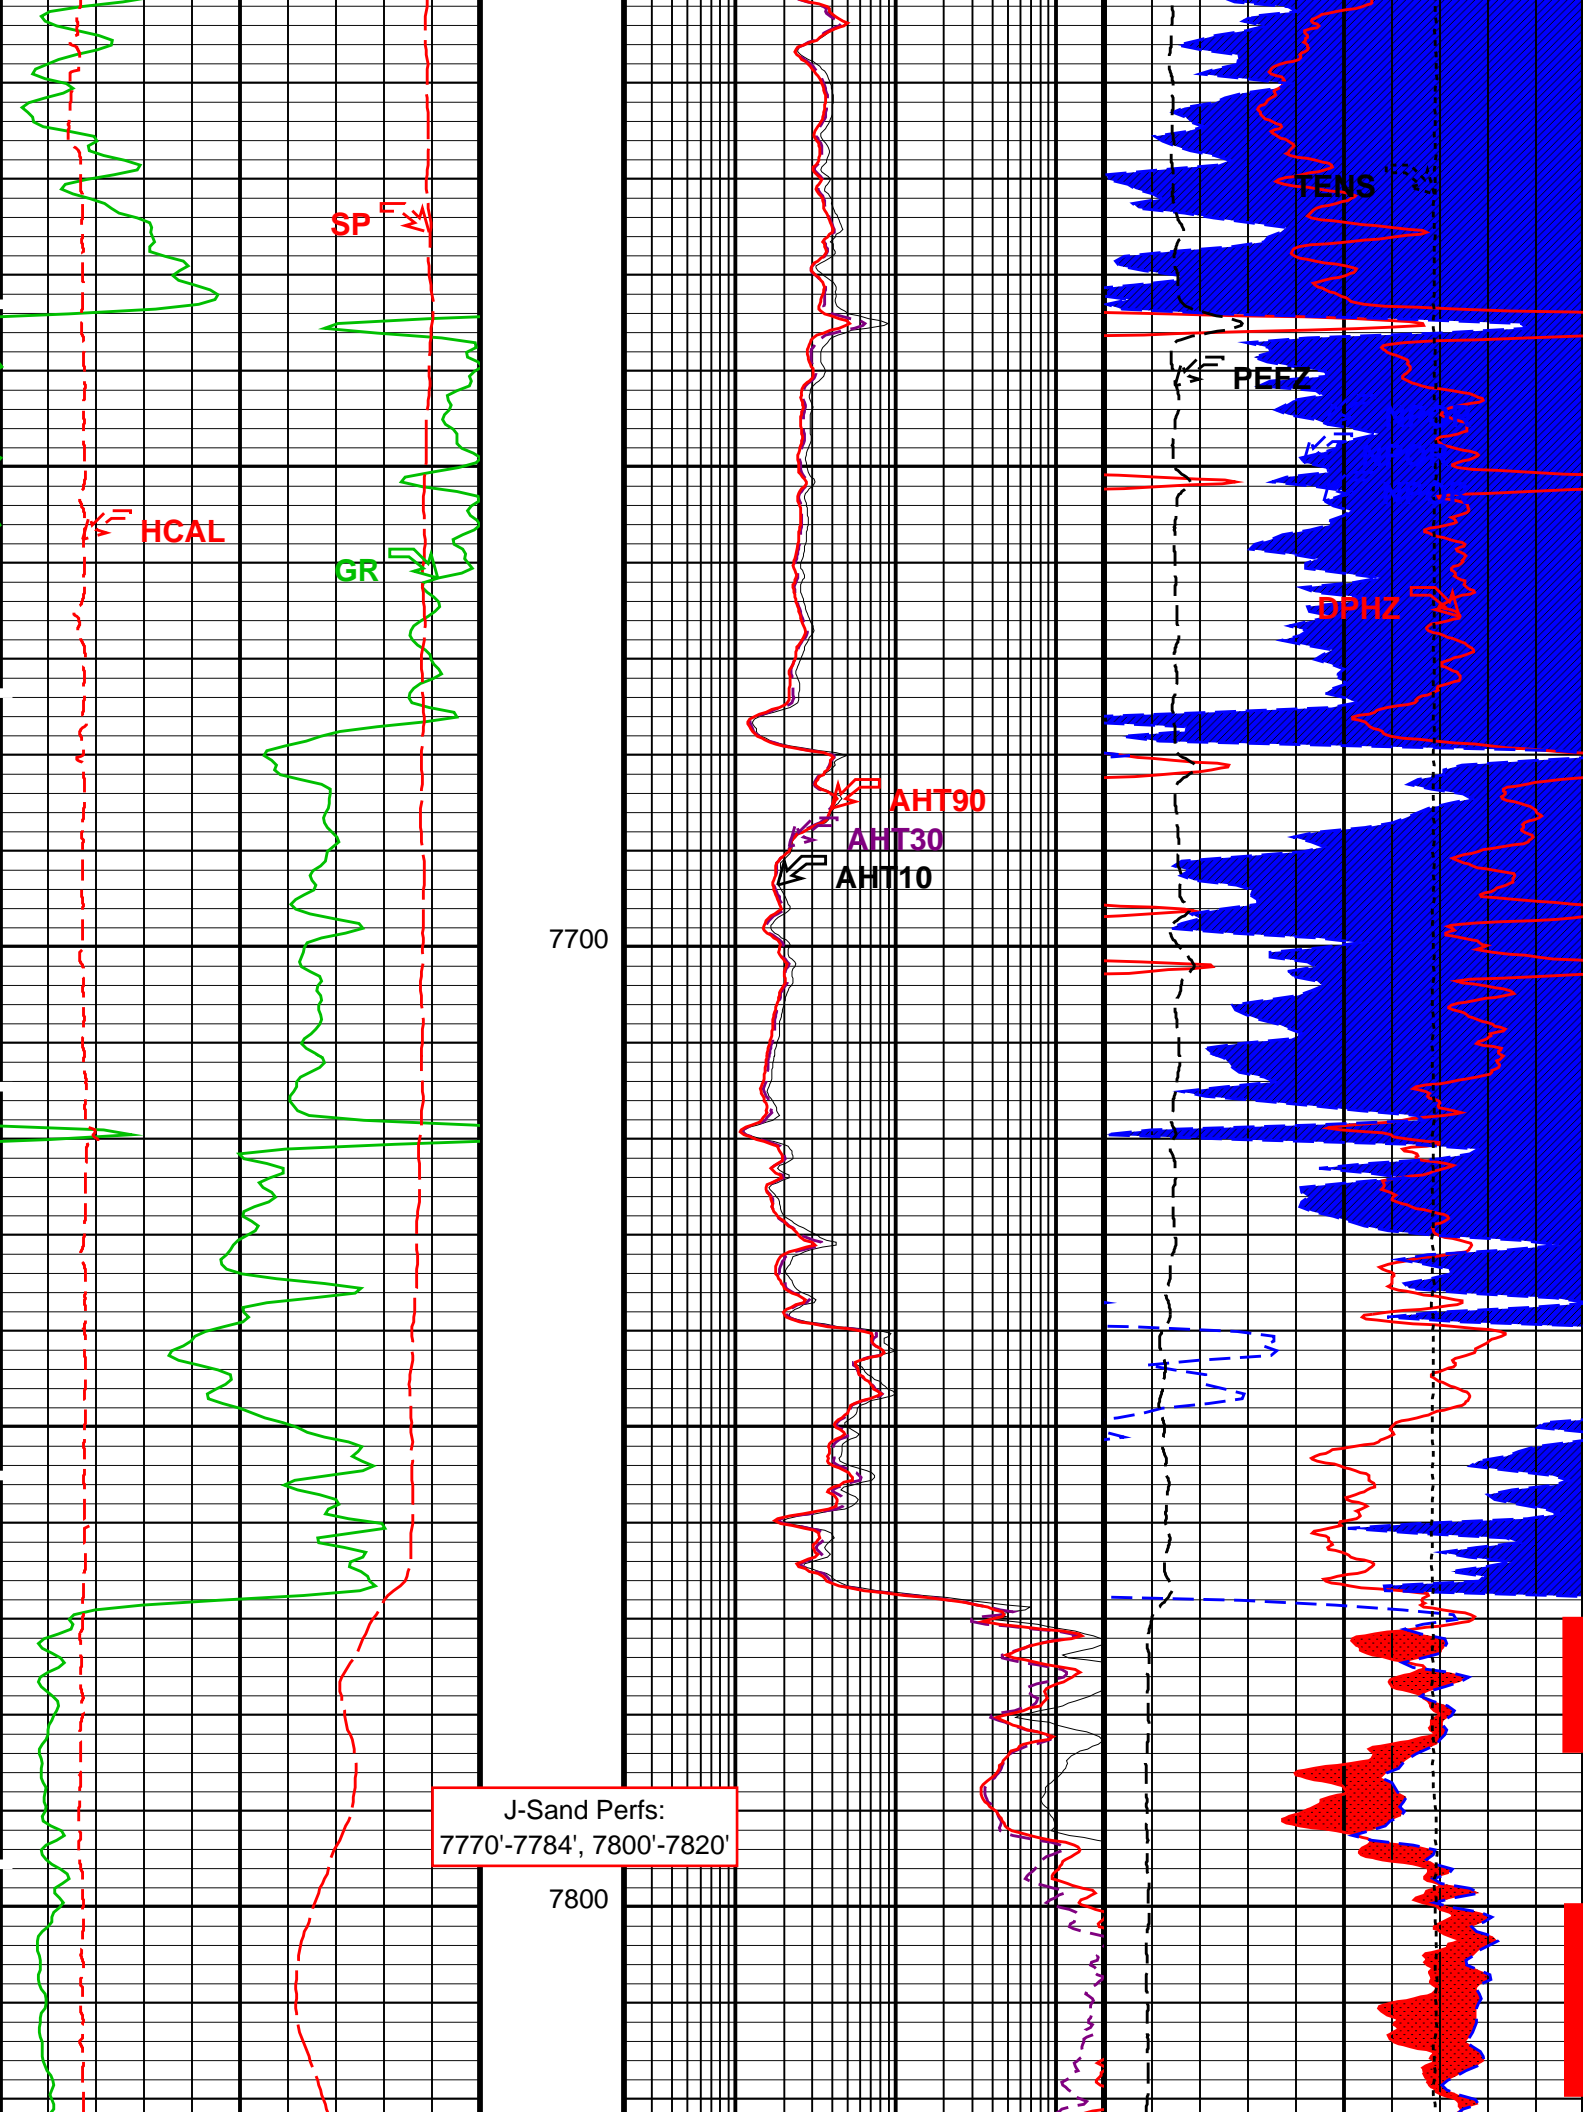 TENS
SP
PEFZ
HCAL
GR
DPHZ
AHT90
AHT30
AHT10
7700
J-Sand Perfs:
7770'-7784', 7800'-7820'
7800